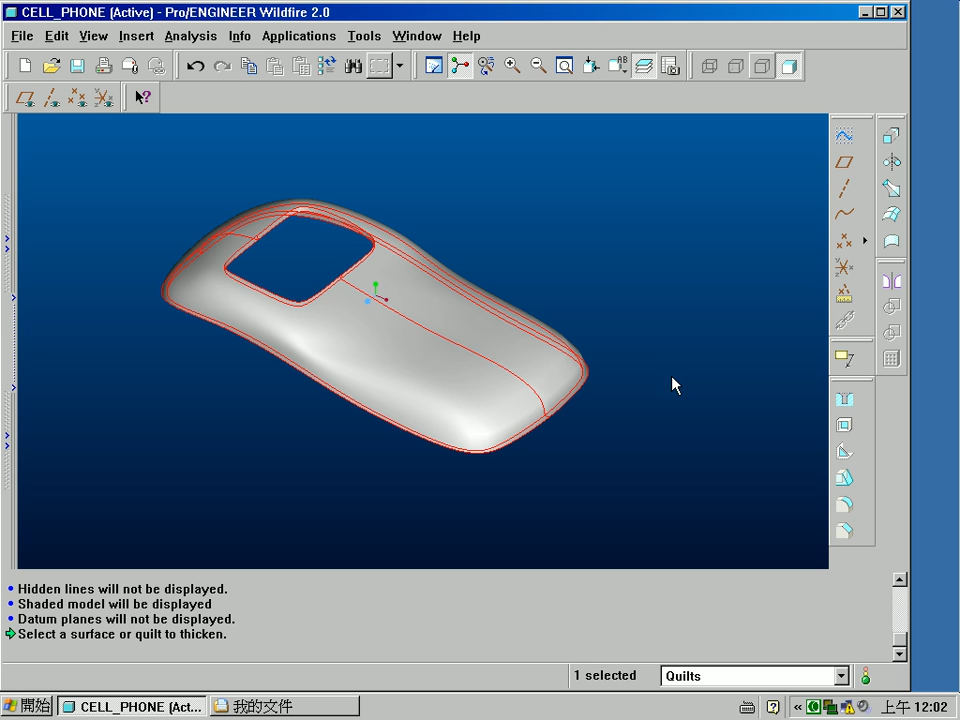 CELL_PHONE (Active) - Pro/ENGINEER Wildfire 2.0
File Edit View Insert Analysis Info Applications Tools Window Help
Hidden lines will not be displayed.
Shaded model will be displayed
Datum planes will not be displayed.
Select a surface or quilt to thicken.
1 selected Quilts
開始 CELL_PHONE (Act... 我的文件 « 上午 12:02